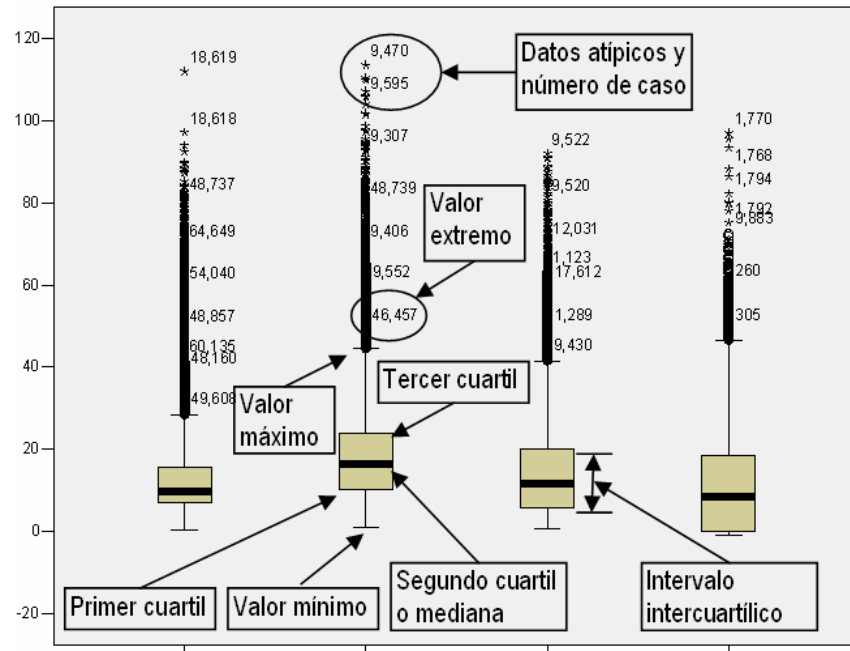 120
100
80
60
40
20
0
-20
18,619
18,618
48,737
64,649
54,040
48,857
60,135
48,160
49,608
9,470
9,595
9,307
48,739
9,406
9,552
46,457
9,522
9,520
12,031
1,123
17,612
1,289
9,430
1,770
1,768
1,794
1,792
9,883
260
305
Datos atípicos y
número de caso
Valor
extremo
Tercer cuartil
Valor
máximo
Primer cuartil
Valor mínimo
Segundo cuartil
o mediana
Intervalo
intercuartílico